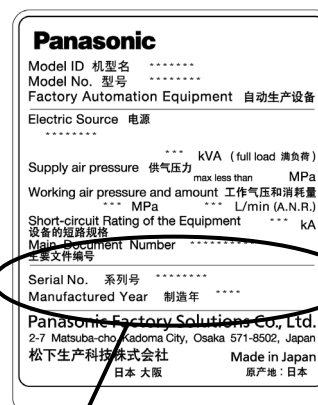 Panasonic
Model ID 机型名 *******
Model No. 型号 ********
Factory Automation Equipment 自动生产设备
Electric Source 电源
********
*** kVA (full load 满负荷)
Supply air pressure 供气压力 max less than MPa
Working air pressure and amount 工作气压和消耗量
*** MPa *** L/min (A.N.R.)
Short-circuit Rating of the Equipment *** kA
设备的短路规格
Main Document Number **********
主要文件编号
Serial No. 系列号 ********
Manufactured Year 制造年 ****
Panasonic Factory Solutions Co., Ltd.
2-7 Matsuba-cho, Kadoma City, Osaka 571-8502, Japan
松下生产科技株式会社 Made in Japan
日本 大阪 原产地：日本